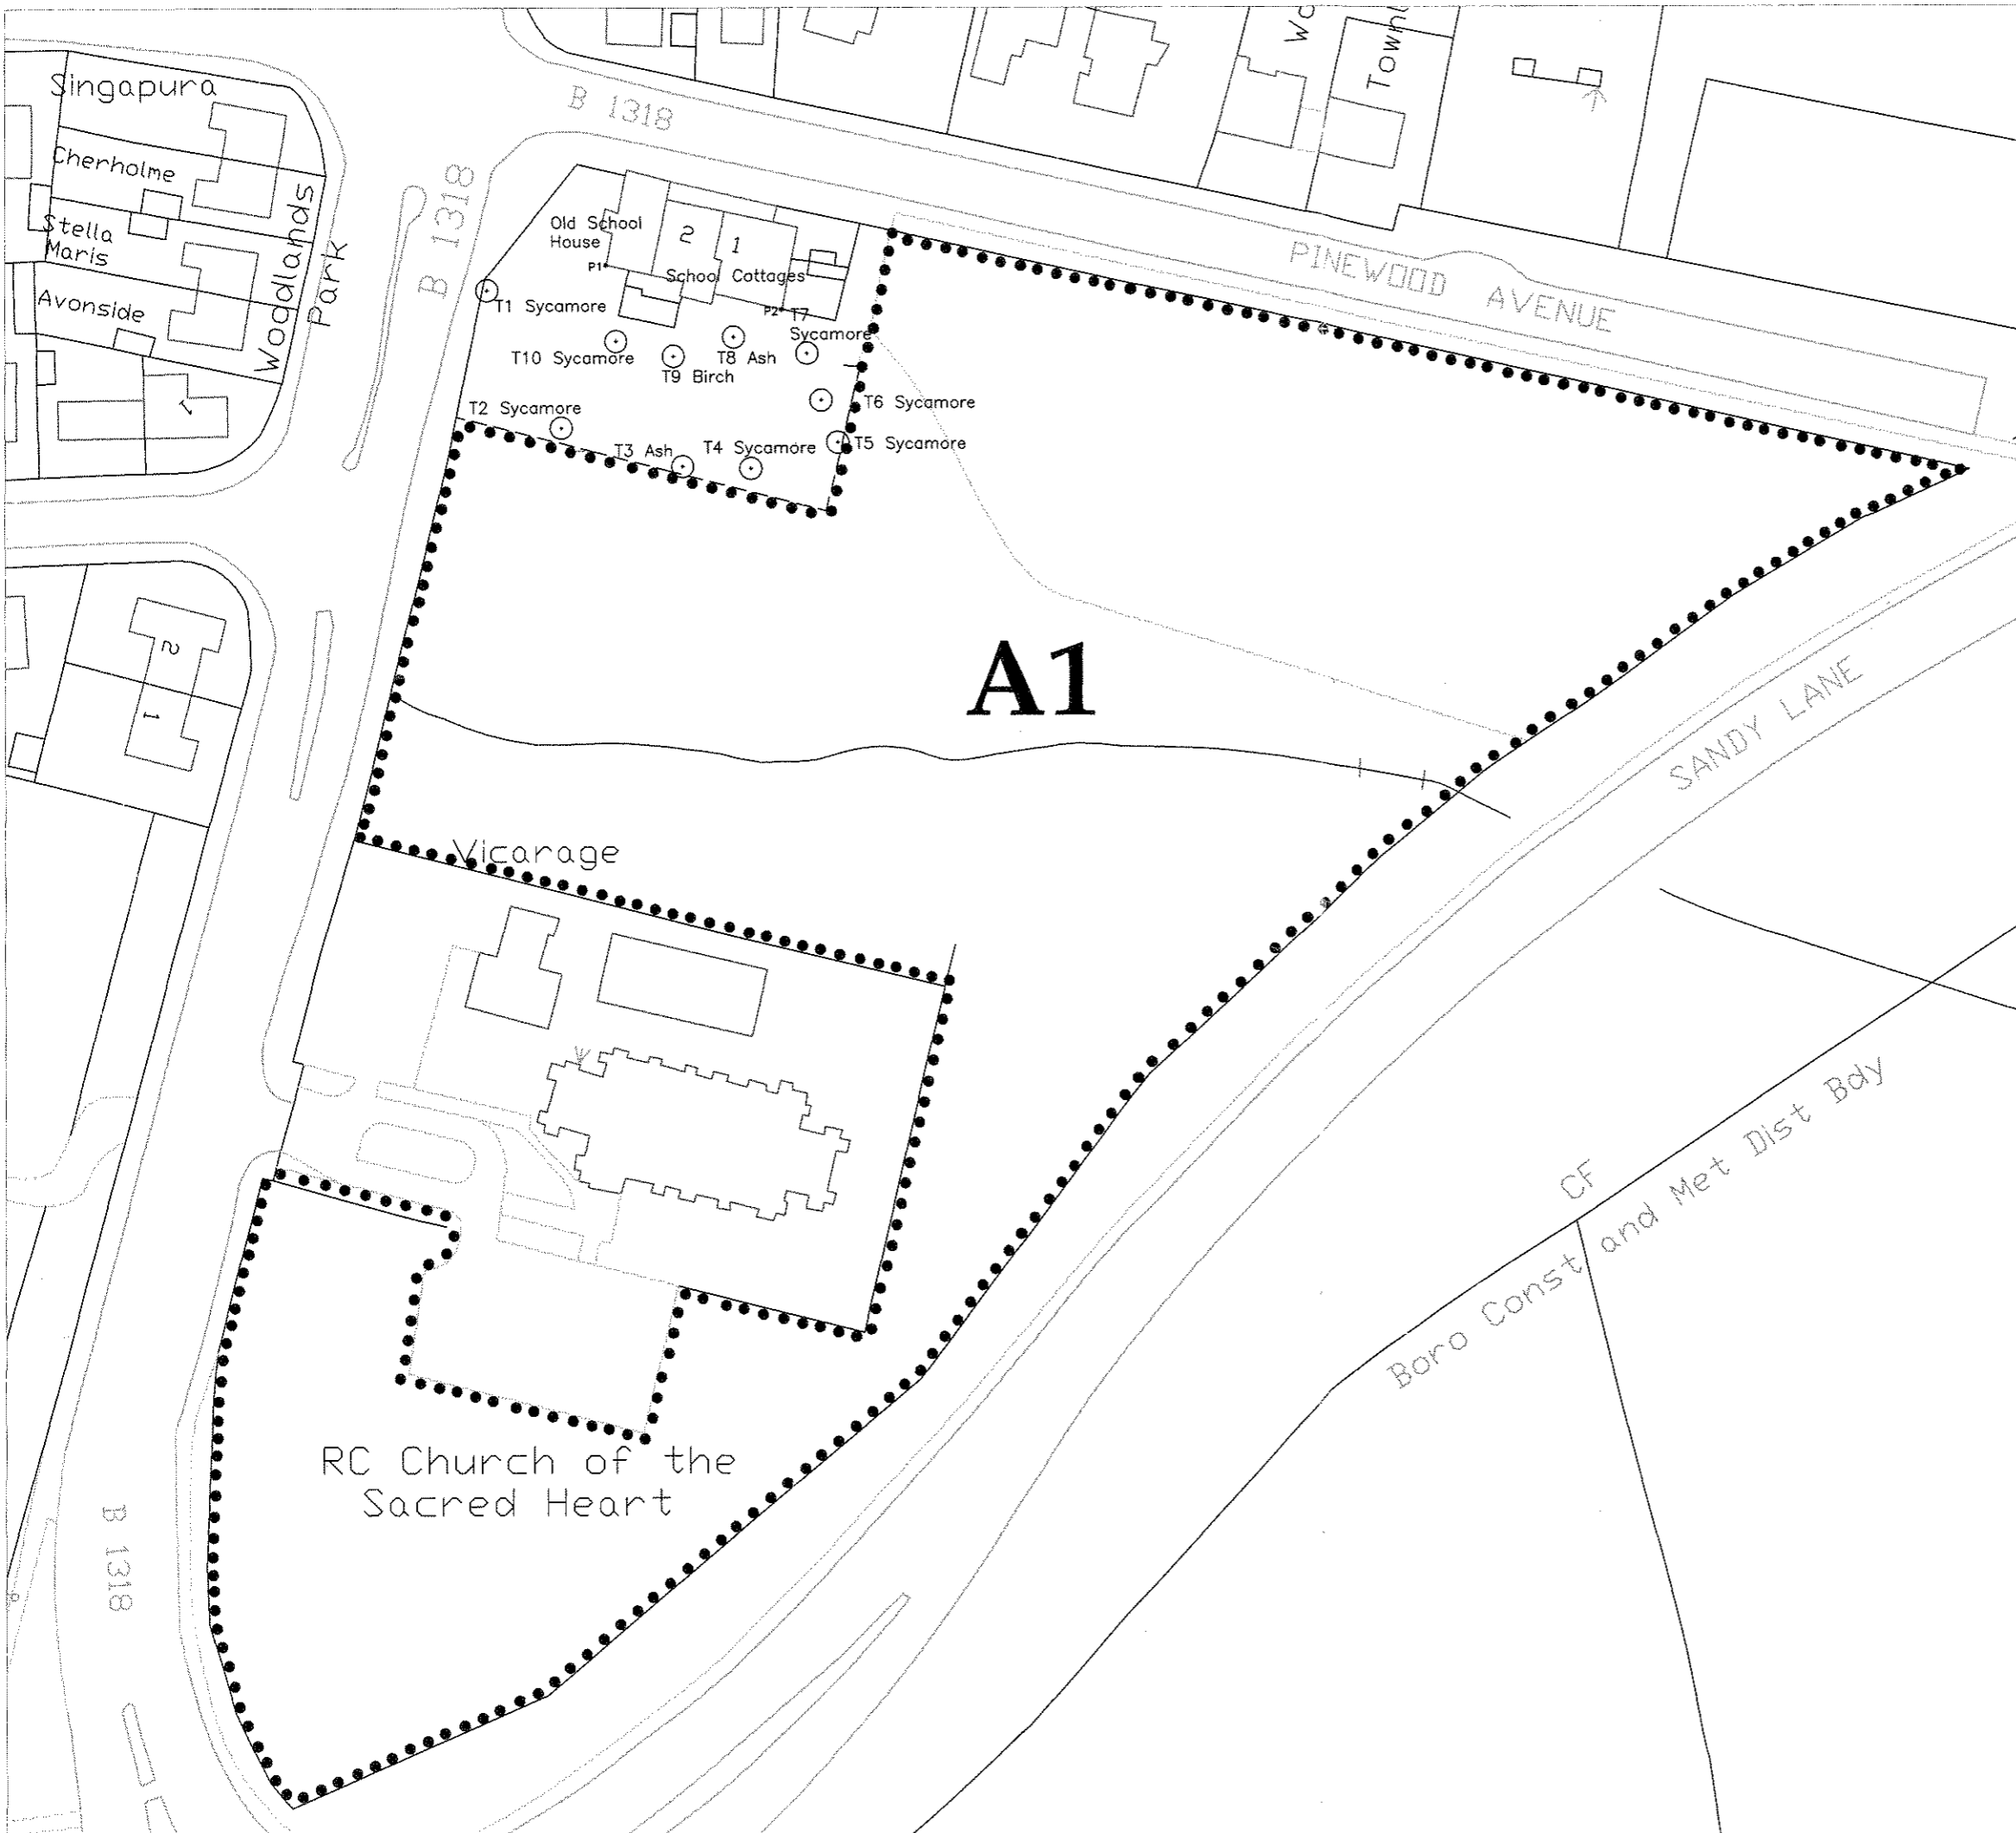 Singapura
Cherholme
Stella
Maris
Avonside
Woodlands
Park
1
B 1318
B 1318
Old School
House
2
1
School Cottages
P1
P2
T1 Sycamore
T7
Sycamore
T10 Sycamore
T8 Ash
T9 Birch
T6 Sycamore
T2 Sycamore
T3 Ash
T4 Sycamore
T5 Sycamore
PINEWOOD AVENUE
2
1
A1
SANDY LANE
Vicarage
CF
Boro Const and Met Dist Bdy
RC Church of the
Sacred Heart
B 1318